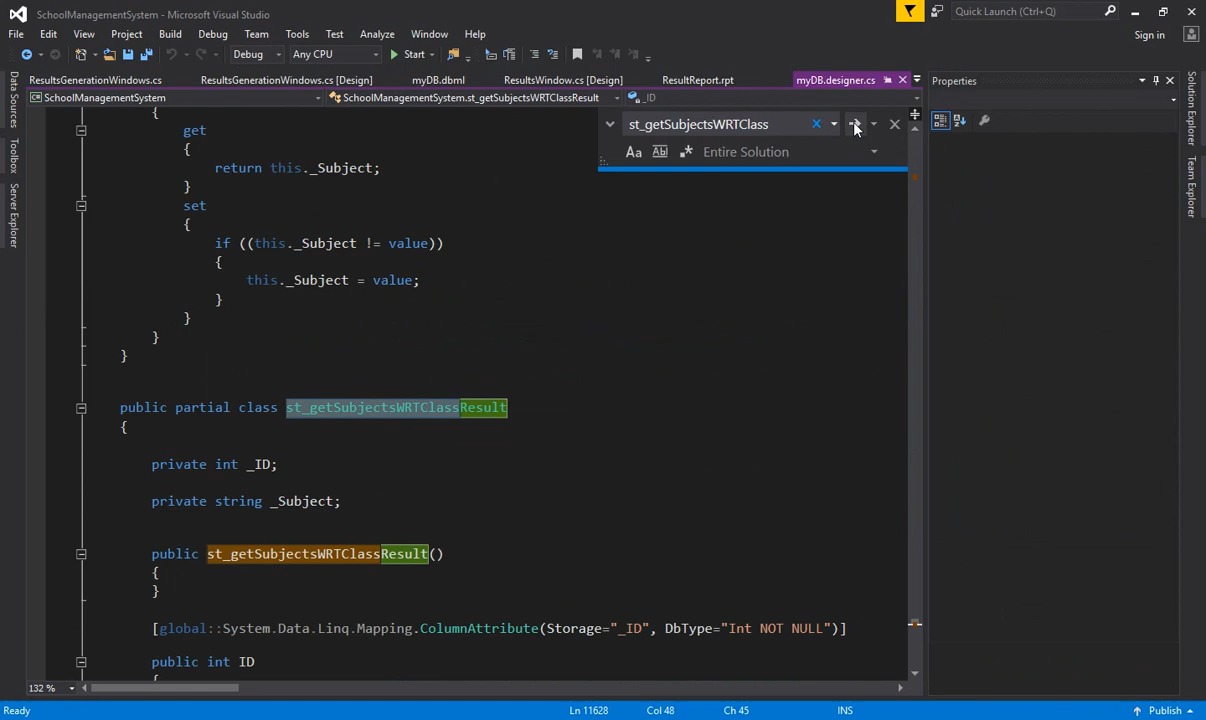 SchoolManagementSystem - Microsoft Visual Studio
Quick Launch (Ctrl+Q)
File Edit View Project Build Debug Team Tools Test Analyze Window Help
Sign in
Debug Any CPU Start
ResultsGenerationWindows.cs ResultsGenerationWindows.cs [Design] myDB.dbml ResultsWindow.cs [Design] ResultReport.rpt myDB.designer.cs
Properties
SchoolManagementSystem SchoolManagementSystem.st_getSubjectsWRTClassResult _ID
Data Sources
Toolbox
Server Explorer
Solution Explorer
Team Explorer
st_getSubjectsWRTClass
Aa Ab Entire Solution
{
get
{
return this._Subject;
}
set
{
if ((this._Subject != value))
{
this._Subject = value;
}
}
}
}
public partial class st_getSubjectsWRTClassResult
{
private int _ID;
private string _Subject;
public st_getSubjectsWRTClassResult()
{
}
[global::System.Data.Linq.Mapping.ColumnAttribute(Storage="_ID", DbType="Int NOT NULL")]
public int ID
{
132 %
Ready Ln 11628 Col 48 Ch 45 INS Publish